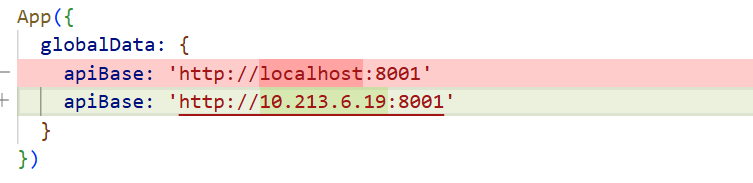 App({
globalData: {
- apiBase: 'http://localhost:8001'
+ apiBase: 'http://10.213.6.19:8001'
}
})